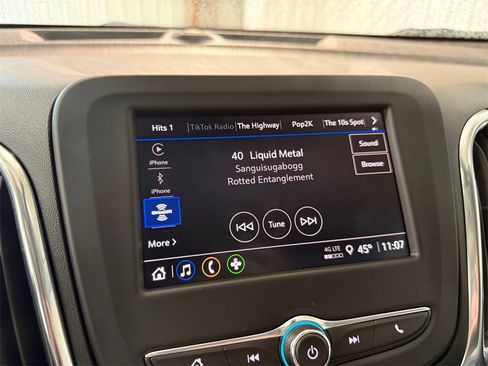 Hits 1 TikTok Radio The Highway Pop2K The 10s Spot
iPhone
40 Liquid Metal
Sound
Sanguisugabogg
Browse
Rotted Entanglement
iPhone
Tune
More
4G LTE 45° 11:07